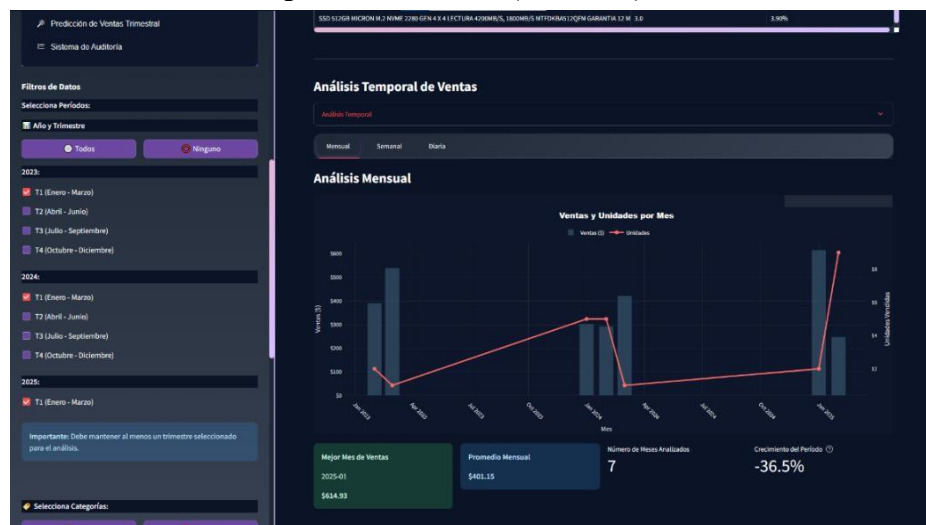 Predicción de Ventas Trimestral
Sistema de Auditoría
SSD 512GB MICRON M.2 NVME 2280 GEN 4 X 4 LECTURA 4200MB/S, 1800MB/S MTFDKBA512QFM GARANTIA 12 M 3.0 3.90%
Filtros de Datos
Selecciona Períodos:
Año y Trimestre
Todos Ninguno
2023:
T1 (Enero - Marzo)
T2 (Abril - Junio)
T3 (Julio - Septiembre)
T4 (Octubre - Diciembre)
2024:
T1 (Enero - Marzo)
T2 (Abril - Junio)
T3 (Julio - Septiembre)
T4 (Octubre - Diciembre)
2025:
T1 (Enero - Marzo)
Importante: Debe mantener al menos un trimestre seleccionado
para el análisis.
Selecciona Categorías:
Análisis Temporal de Ventas
Análisis Temporal
Mensual Semanal Diaria
Análisis Mensual
Ventas y Unidades por Mes
Ventas ($) Unidades
$600
$500
$400
$300
$200
$100
$0
Ventas ($)
Jan 2023
Apr 2023
Jul 2023
Oct 2023
Jan 2024
Apr 2024
Jul 2024
Oct 2024
Jan 2025
Mes
Unidades Vendidas
Mejor Mes de Ventas
2025-01
$614.93
Promedio Mensual
$401.15
Número de Meses Analizados
7
Crecimiento del Período
-36.5%